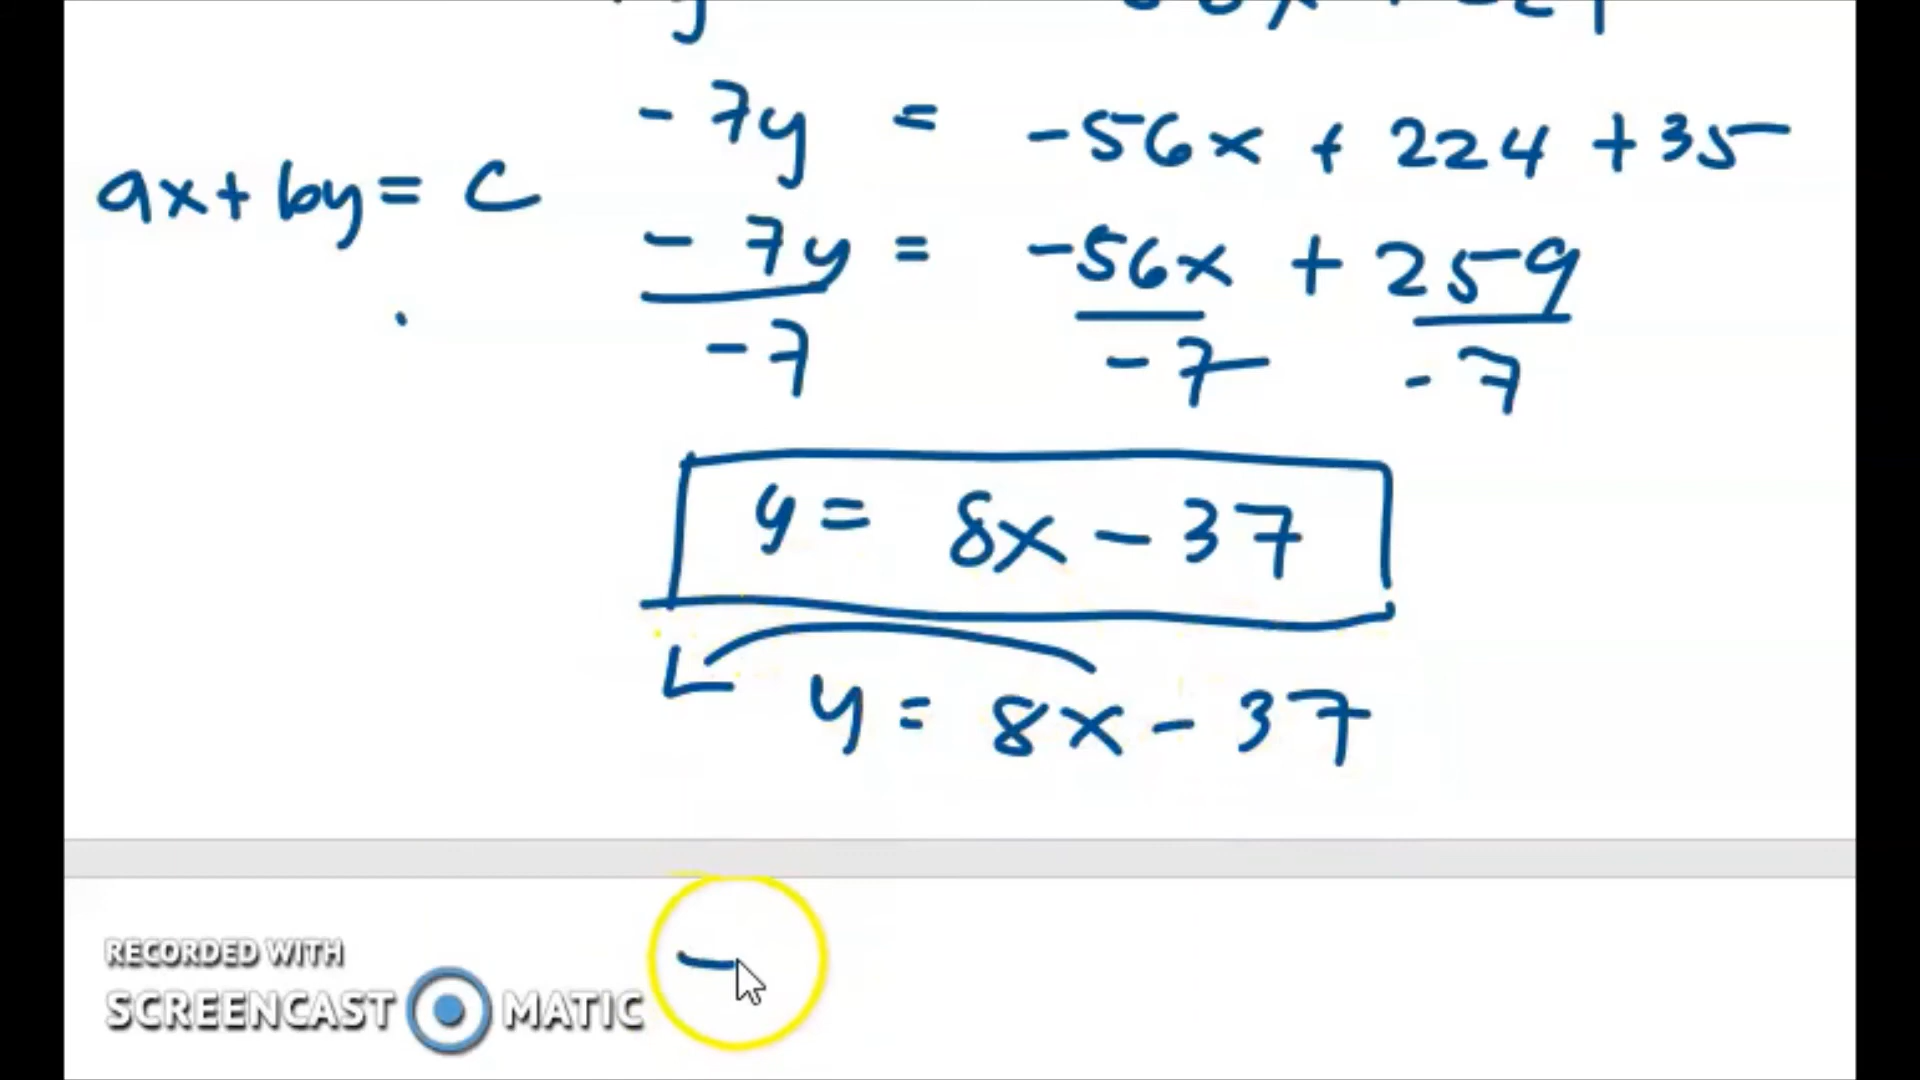 - 7y = -56x + 224 + 35
ax + by = c
- 7y = -56x + 259
-7 -7 -7
y = 8x - 37
y = 8x - 37
RECORDED WITH
SCREENCAST MATIC
-